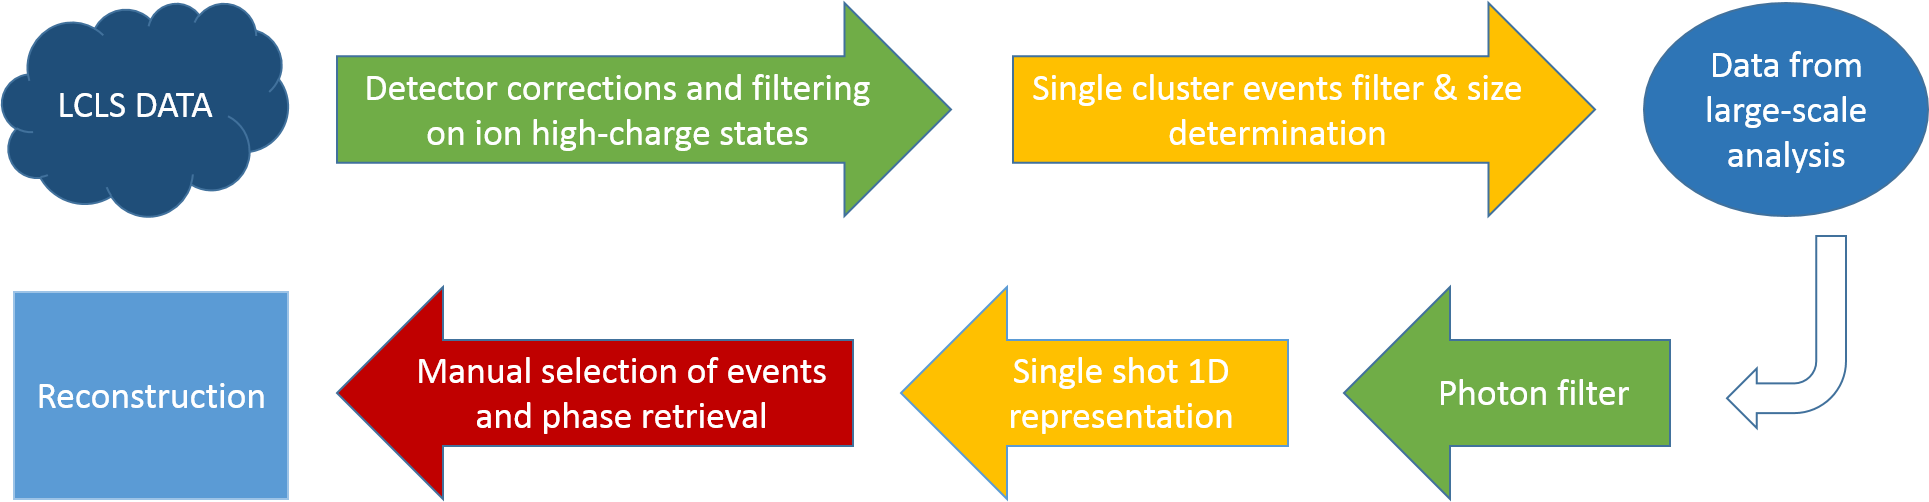 LCLS DATA
Detector corrections and filtering
on ion high-charge states
Single cluster events filter & size
determination
Data from
large-scale
analysis
Photon filter
Single shot 1D
representation
Manual selection of events
and phase retrieval
Reconstruction